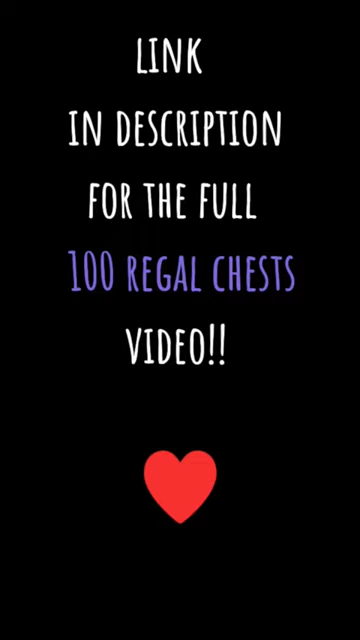 LINK
IN DESCRIPTION
FOR THE FULL
100 REGAL CHESTS
VIDEO!!